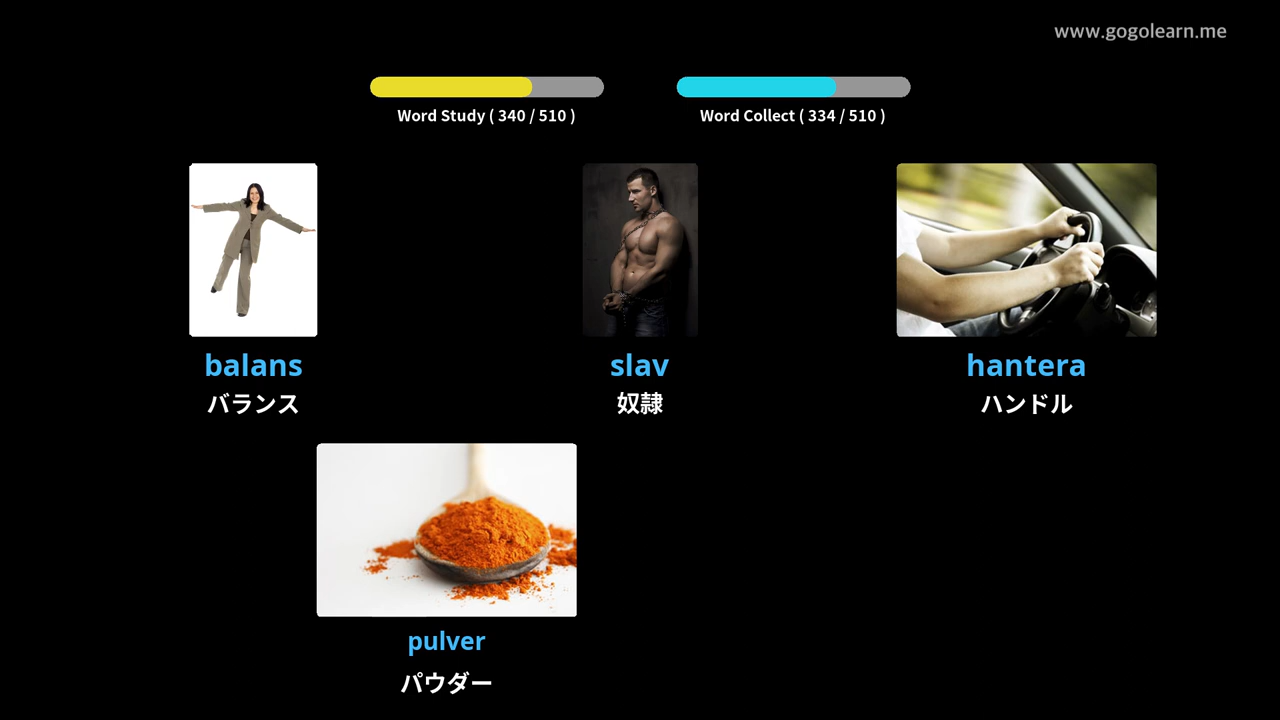 www.gogolearn.me
Word Study ( 340 / 510 )
Word Collect ( 334 / 510 )
balans
slav
hantera
バランス
奴隷
ハンドル
pulver
パウダー